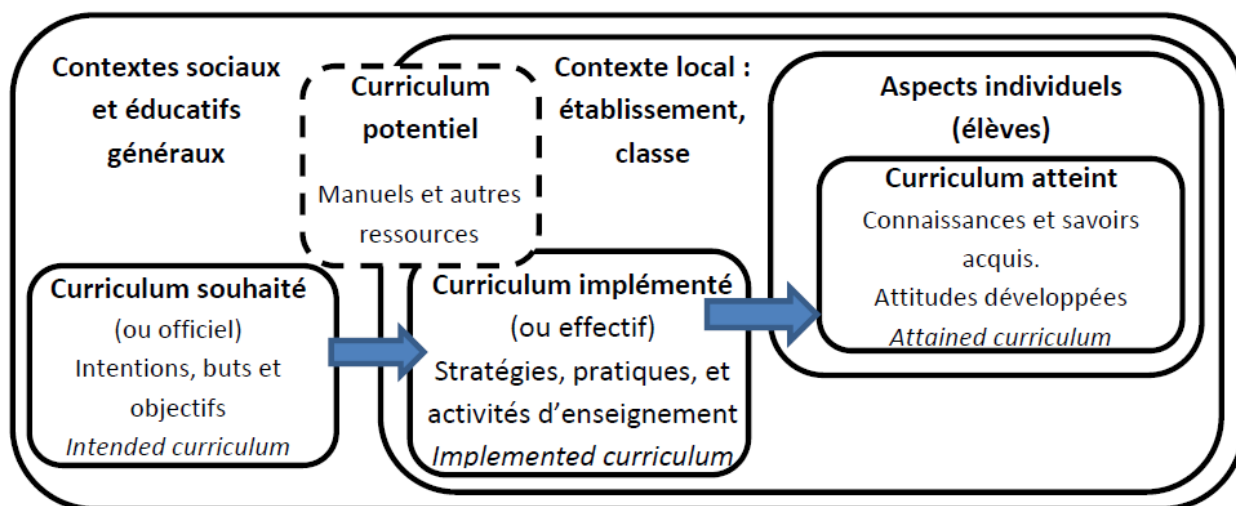 Contextes sociaux
et éducatifs
généraux
Curriculum
potentiel
Manuels et autres
ressources
Contexte local :
établissement,
classe
Aspects individuels
(élèves)
Curriculum atteint
Connaissances et savoirs
acquis.
Attitudes développées
Attained curriculum
Curriculum souhaité
(ou officiel)
Intentions, buts et
objectifs
Intended curriculum
Curriculum implémenté
(ou effectif)
Stratégies, pratiques, et
activités d'enseignement
Implemented curriculum